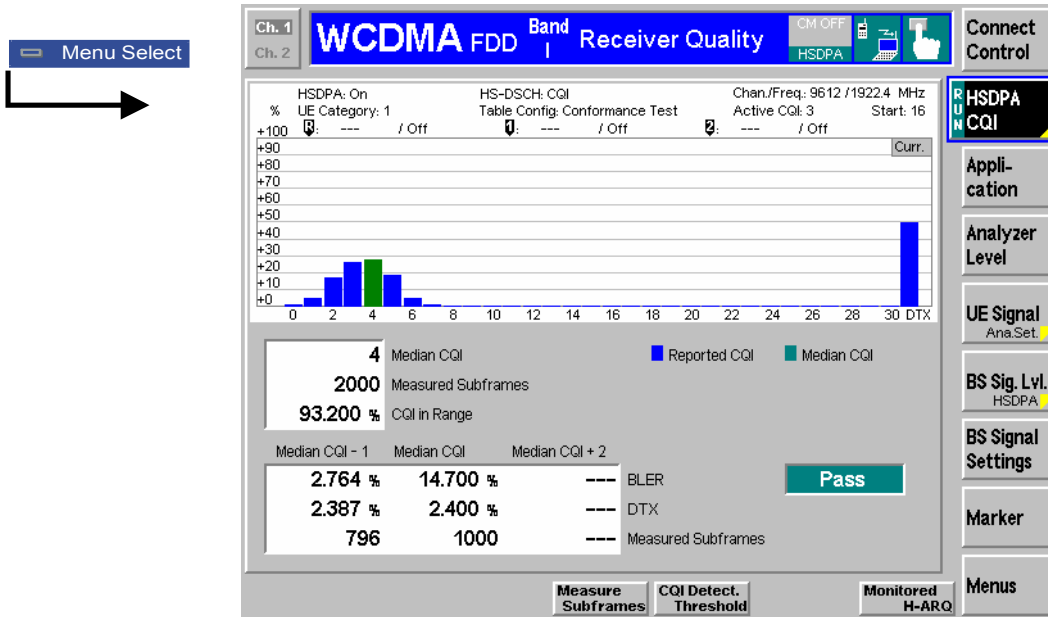 Menu Select
Ch. 1
Ch. 2
WCDMA FDD Band I Receiver Quality
CM OFF
HSDPA
Connect Control
HSDPA: On HS-DSCH: CQI Chan./Freq.: 9612 / 1922.4 MHz
% UE Category: 1 Table Config: Conformance Test Active CQI: 3 Start: 16
R: --- / Off 1: --- / Off 2: --- / Off
+100
+90
+80
+70
+60
+50
+40
+30
+20
+10
+0
Curr.
0 2 4 6 8 10 12 14 16 18 20 22 24 26 28 30 DTX
4 Median CQI
2000 Measured Subframes
93.200 % CQI in Range
Reported CQI Median CQI
Median CQI - 1 Median CQI Median CQI + 2
2.764 % 14.700 % --- BLER
2.387 % 2.400 % --- DTX
796 1000 --- Measured Subframes
Pass
RUN
HSDPA CQI
Appli-
cation
Analyzer
Level
UE Signal
Ana.Set.
BS Sig. Lvl.
HSDPA
BS Signal
Settings
Marker
Menus
Measure
Subframes
CQI Detect.
Threshold
Monitored
H-ARQ